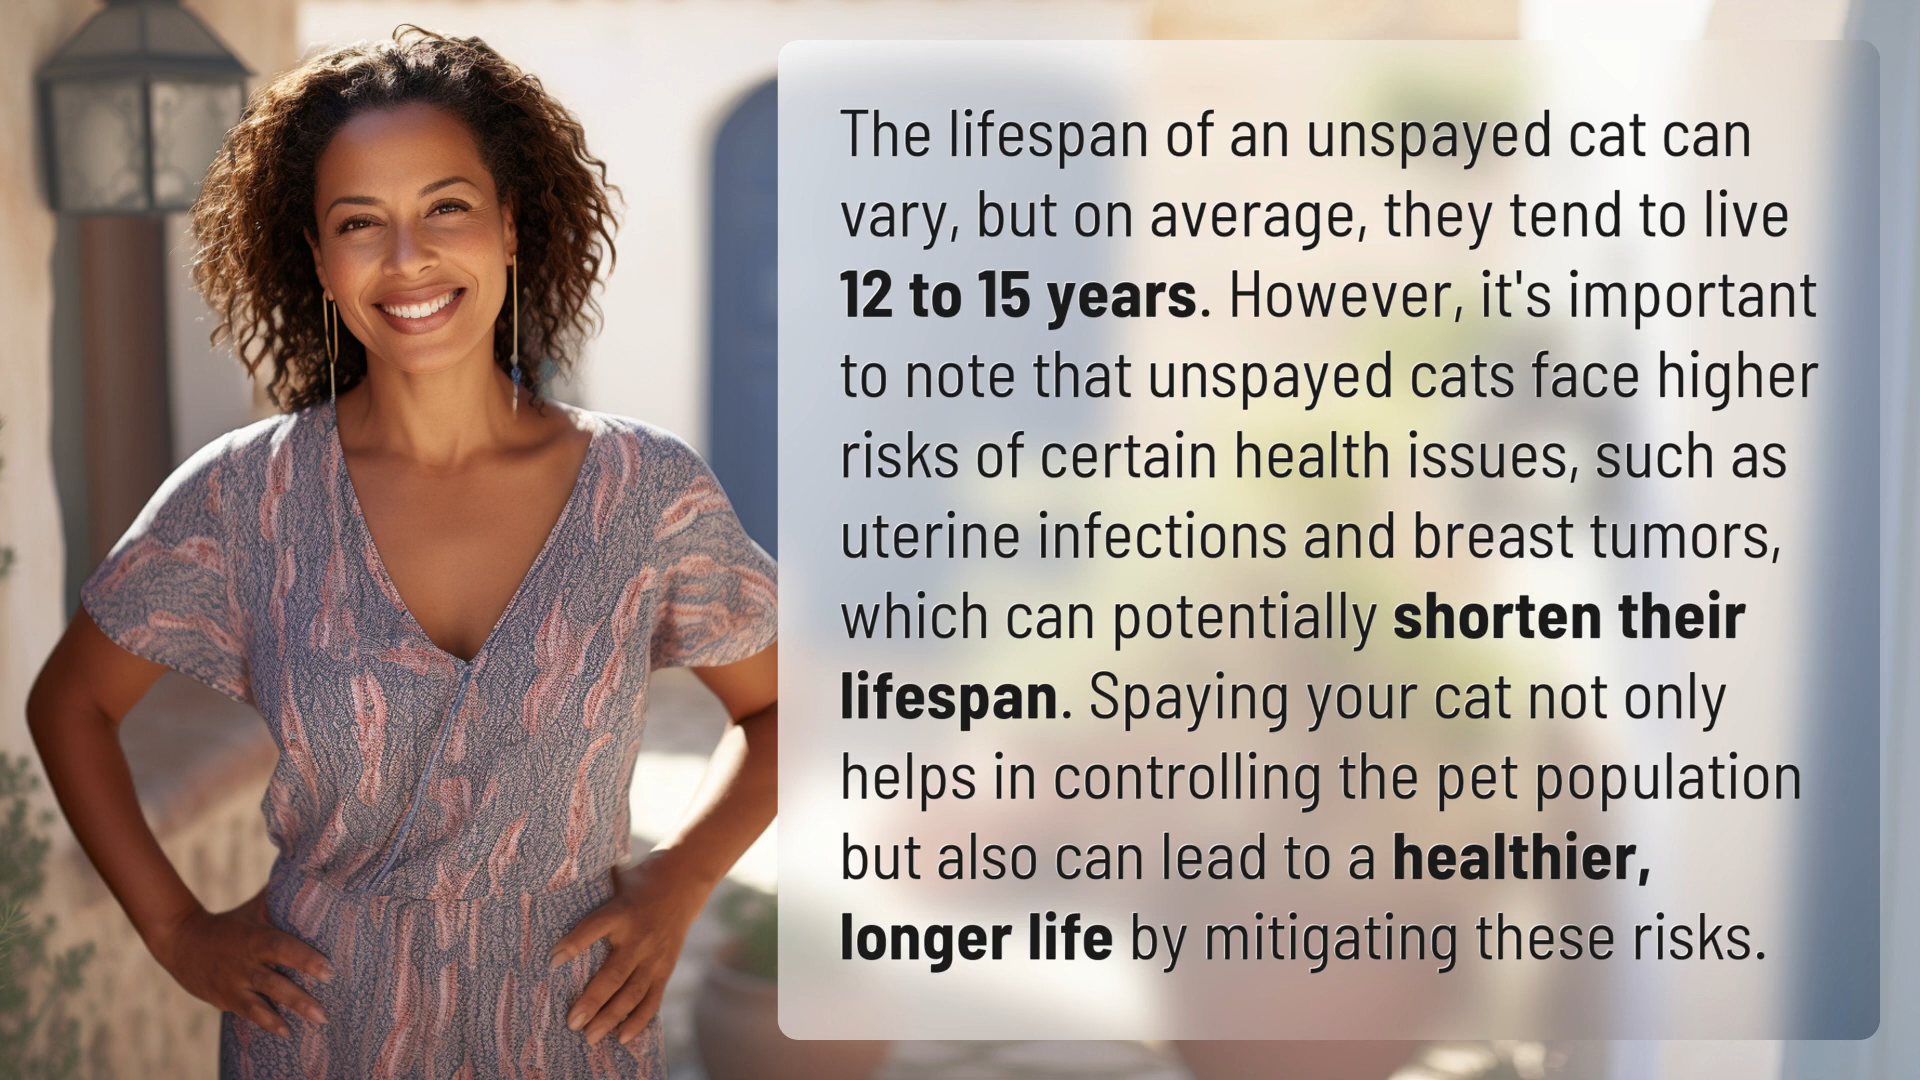 The lifespan of an unspayed cat can
vary, but on average, they tend to live
12 to 15 years. However, it's important
to note that unspayed cats face higher
risks of certain health issues, such as
uterine infections and breast tumors,
which can potentially shorten their
lifespan. Spaying your cat not only
helps in controlling the pet population
but also can lead to a healthier,
longer life by mitigating these risks.